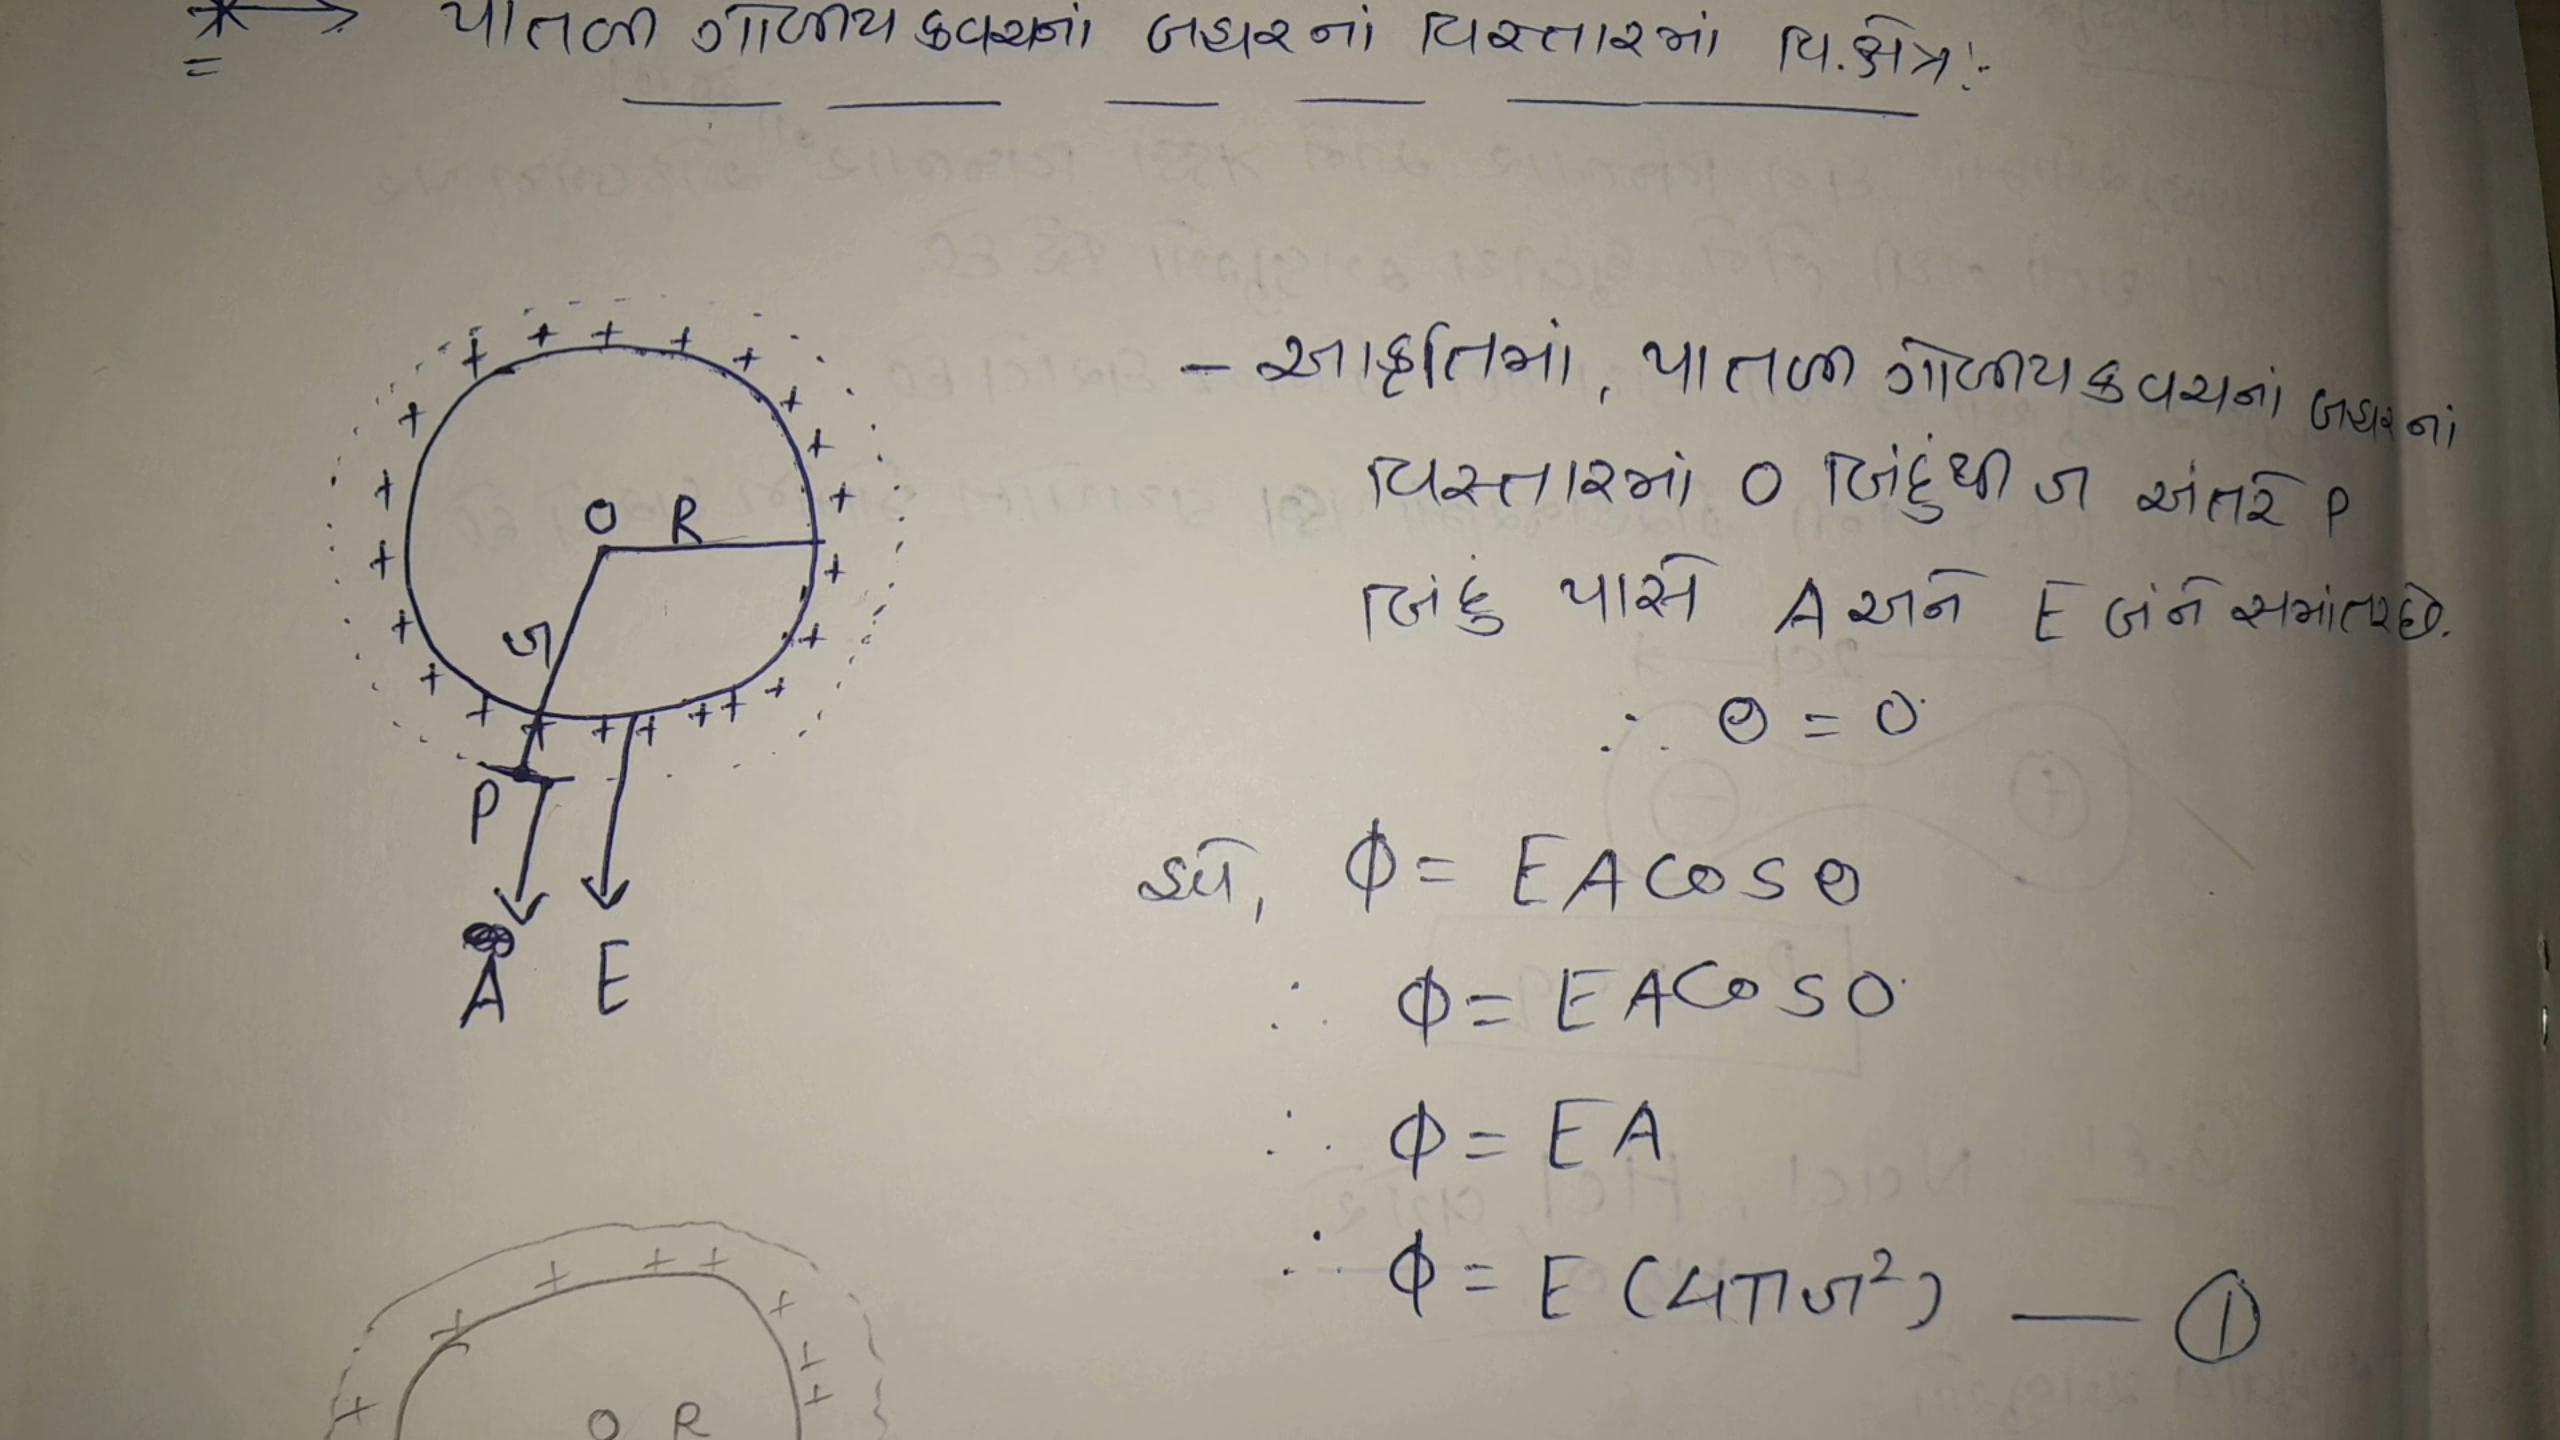 * → પાતળી ગોળીય કવચનાં બહારનાં વિસ્તારમાં વિ.ક્ષેત્ર :-
- આકૃતિમાં, પાતળી ગોળીય કવચનાં બહારનાં
વિસ્તારમાં O બિંદુથી r અંતરે P
બિંદુ પાસે A અને E બંને સમાંતર છે.
∴ θ = 0
હવે, Φ = EA cos θ
∴ Φ = EA Cos 0
∴ Φ = EA
∴ Φ = E (4πr²) — ①
+ + + + + + + + + + + + + + + + + + + + + + + +
O R
r
P
A E
+ + + + + + + +
O R